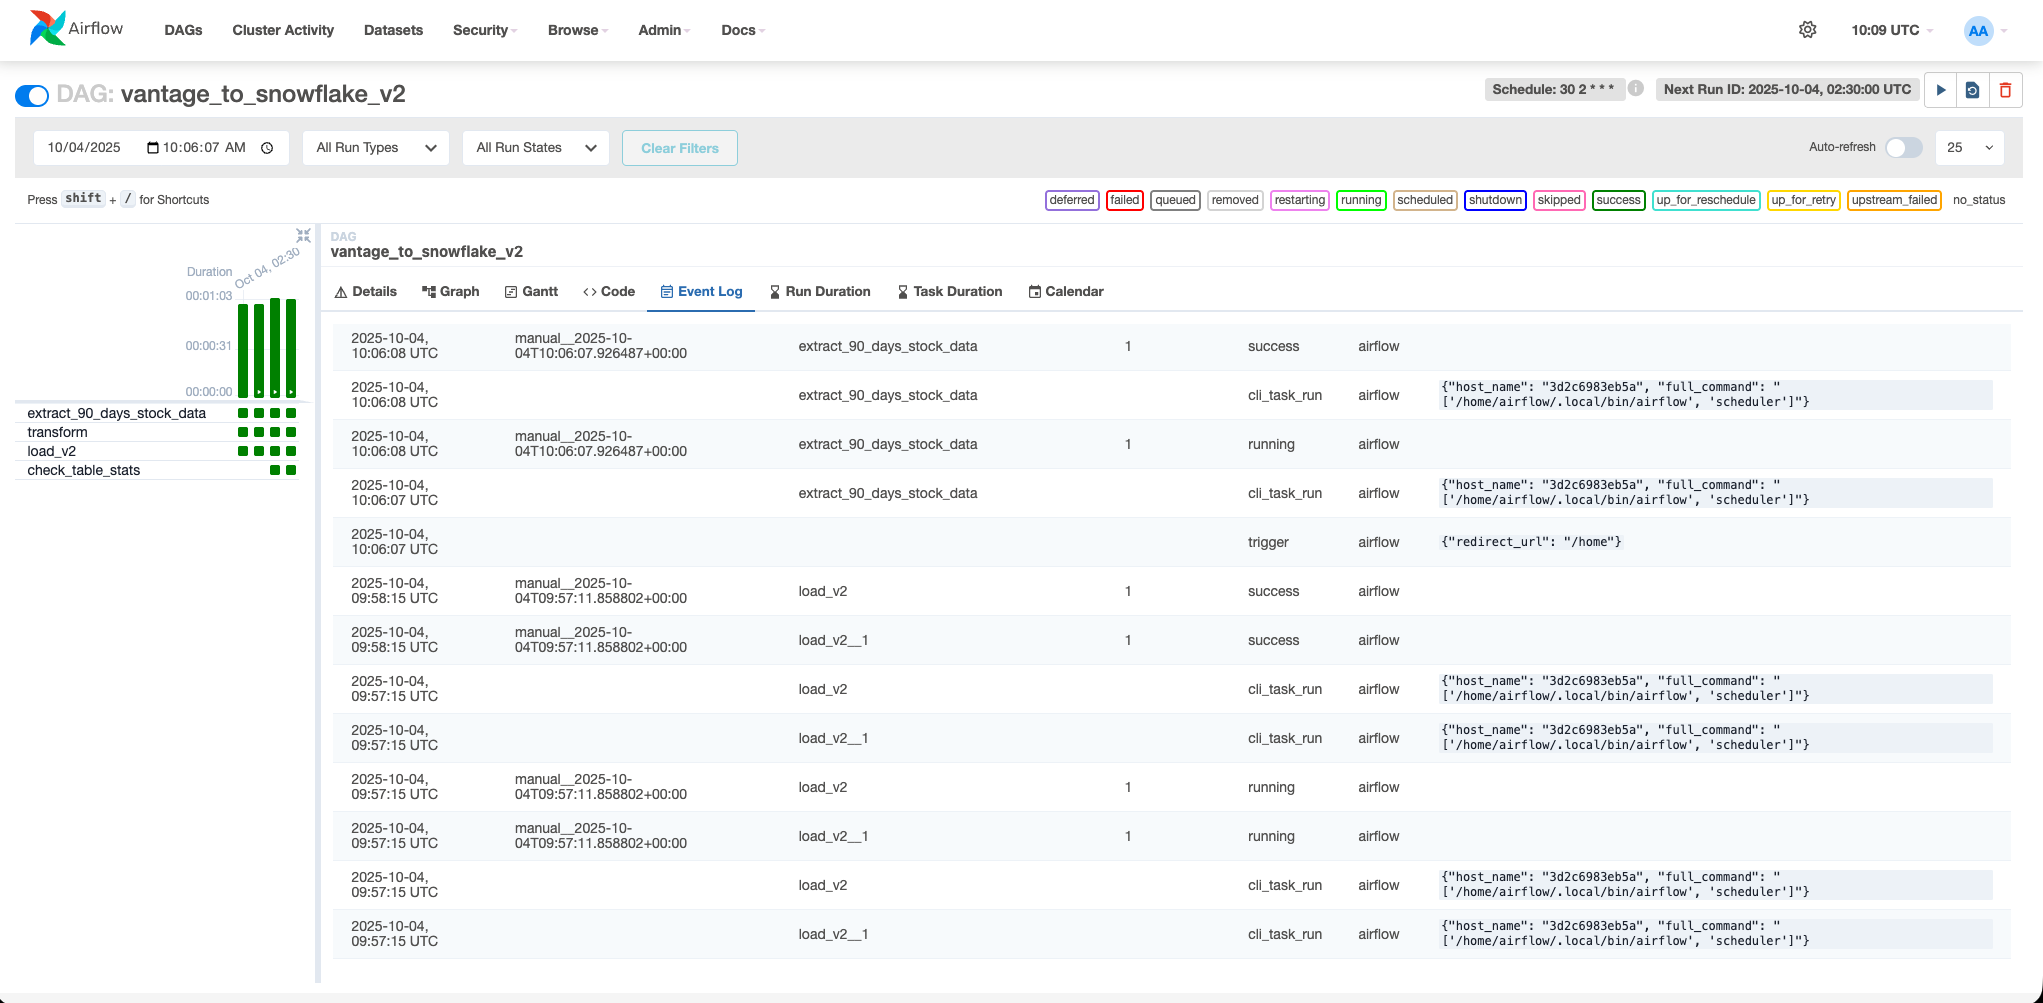 Airflow
DAGs Cluster Activity Datasets Security Browse Admin Docs
10:09 UTC AA
DAG: vantage_to_snowflake_v2
Schedule: 30 2 * * * Next Run ID: 2025-10-04, 02:30:00 UTC
10/04/2025 10:06:07 AM All Run Types All Run States Clear Filters Auto-refresh 25
Press shift + / for Shortcuts
deferred failed queued removed restarting running scheduled shutdown skipped success up_for_reschedule up_for_retry upstream_failed no_status
Duration
Oct 04, 02:30
00:01:03
00:00:31
00:00:00
extract_90_days_stock_data
transform
load_v2
check_table_stats
DAG
vantage_to_snowflake_v2
Details Graph Gantt Code Event Log Run Duration Task Duration Calendar
2025-10-04, manual__2025-10-
10:06:08 UTC 04T10:06:07.926487+00:00 extract_90_days_stock_data 1 success airflow
2025-10-04, {"host_name": "3d2c6983eb5a", "full_command": "
10:06:08 UTC extract_90_days_stock_data cli_task_run airflow ['/home/airflow/.local/bin/airflow', 'scheduler']"}
2025-10-04, manual__2025-10-
10:06:08 UTC 04T10:06:07.926487+00:00 extract_90_days_stock_data 1 running airflow
2025-10-04, {"host_name": "3d2c6983eb5a", "full_command": "
10:06:07 UTC extract_90_days_stock_data cli_task_run airflow ['/home/airflow/.local/bin/airflow', 'scheduler']"}
2025-10-04,
10:06:07 UTC trigger airflow {"redirect_url": "/home"}
2025-10-04, manual__2025-10-
09:58:15 UTC 04T09:57:11.858802+00:00 load_v2 1 success airflow
2025-10-04, manual__2025-10-
09:58:15 UTC 04T09:57:11.858802+00:00 load_v2__1 1 success airflow
2025-10-04, {"host_name": "3d2c6983eb5a", "full_command": "
09:57:15 UTC load_v2 cli_task_run airflow ['/home/airflow/.local/bin/airflow', 'scheduler']"}
2025-10-04, {"host_name": "3d2c6983eb5a", "full_command": "
09:57:15 UTC load_v2__1 cli_task_run airflow ['/home/airflow/.local/bin/airflow', 'scheduler']"}
2025-10-04, manual__2025-10-
09:57:15 UTC 04T09:57:11.858802+00:00 load_v2 1 running airflow
2025-10-04, manual__2025-10-
09:57:15 UTC 04T09:57:11.858802+00:00 load_v2__1 1 running airflow
2025-10-04, {"host_name": "3d2c6983eb5a", "full_command": "
09:57:15 UTC load_v2 cli_task_run airflow ['/home/airflow/.local/bin/airflow', 'scheduler']"}
2025-10-04, {"host_name": "3d2c6983eb5a", "full_command": "
09:57:15 UTC load_v2__1 cli_task_run airflow ['/home/airflow/.local/bin/airflow', 'scheduler']"}